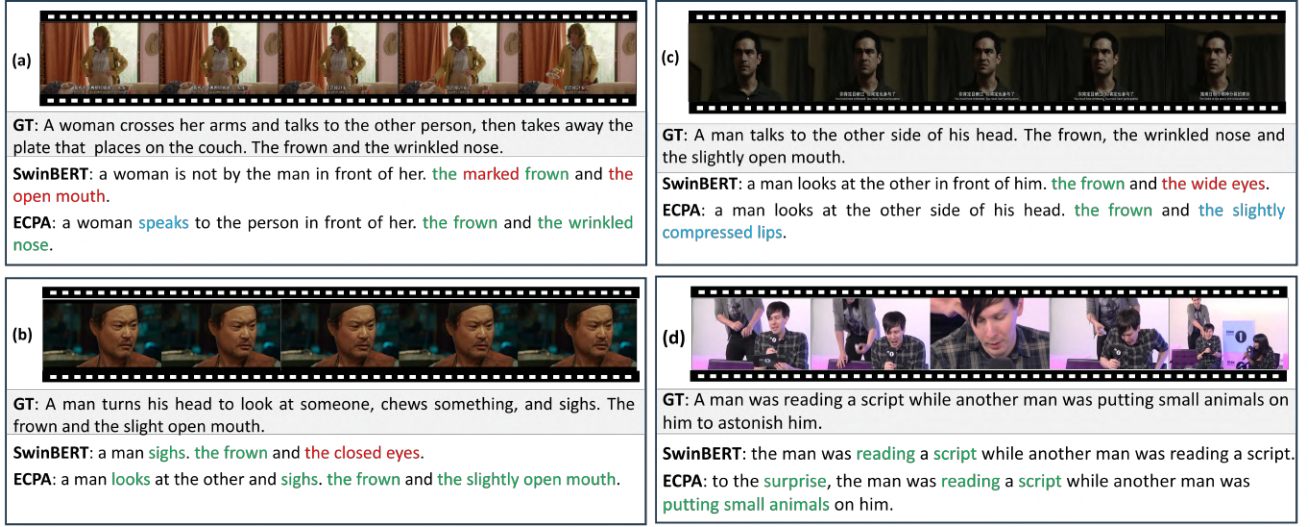 (a)
GT: A woman crosses her arms and talks to the other person, then takes away the
plate that places on the couch. The frown and the wrinkled nose.
SwinBERT: a woman is not by the man in front of her. the marked frown and the
open mouth.
ECPA: a woman speaks to the person in front of her. the frown and the wrinkled
nose.
(b)
GT: A man turns his head to look at someone, chews something, and sighs. The
frown and the slight open mouth.
SwinBERT: a man sighs. the frown and the closed eyes.
ECPA: a man looks at the other and sighs. the frown and the slightly open mouth.
(c)
GT: A man talks to the other side of his head. The frown, the wrinkled nose and
the slightly open mouth.
SwinBERT: a man looks at the other in front of him. the frown and the wide eyes.
ECPA: a man looks at the other side of his head. the frown and the slightly
compressed lips.
(d)
GT: A man was reading a script while another man was putting small animals on
him to astonish him.
SwinBERT: the man was reading a script while another man was reading a script.
ECPA: to the surprise, the man was reading a script while another man was
putting small animals on him.